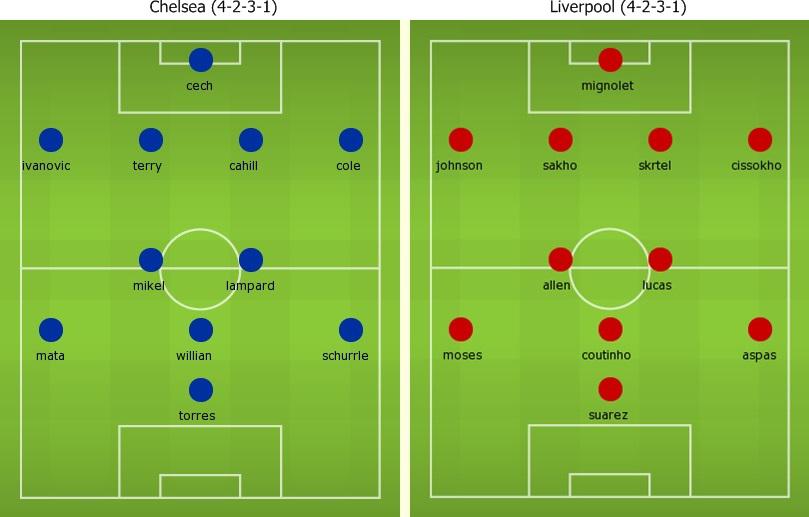 Chelsea (4-2-3-1)
cech
ivanovic terry cahill cole
mikel lampard
mata willian schurrle
torres
Liverpool (4-2-3-1)
mignolet
johnson sakho skrtel cissokho
allen lucas
moses coutinho aspas
suarez